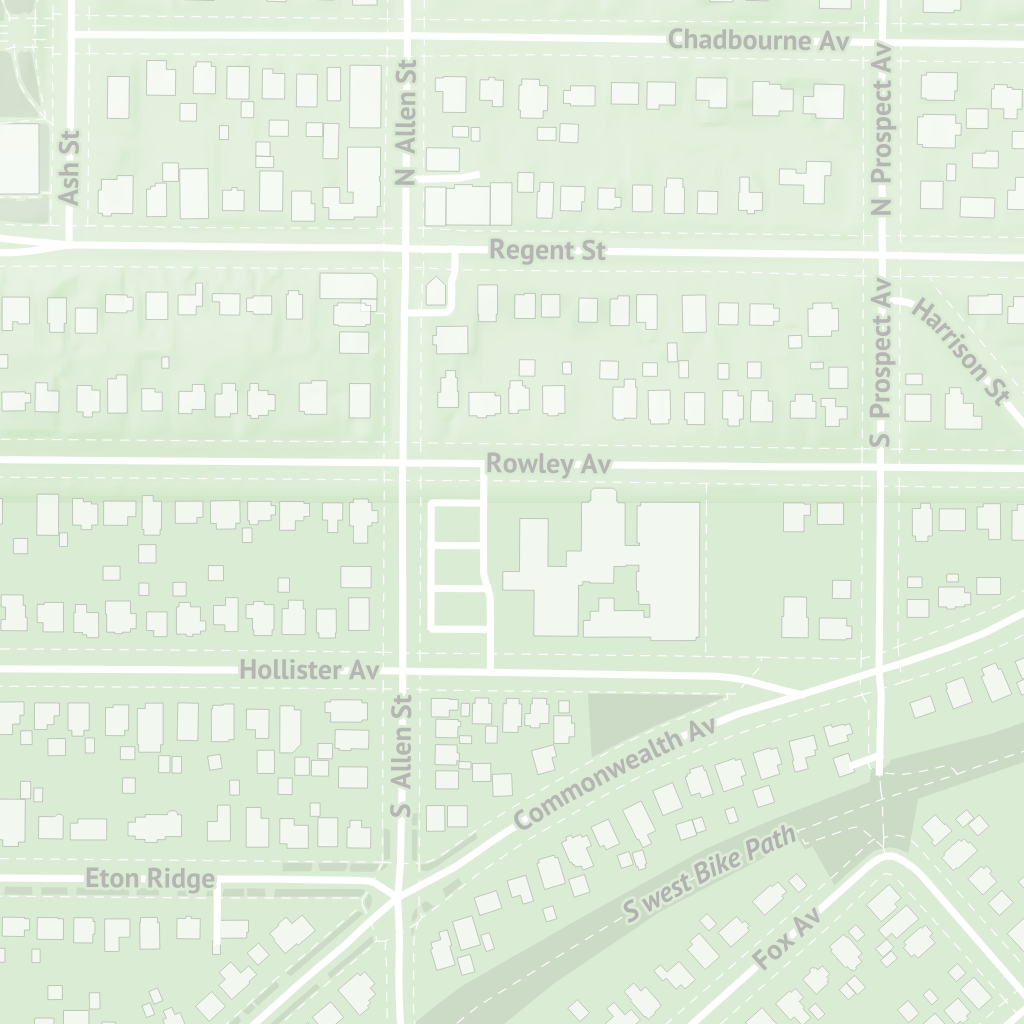 Chadbourne Av
N Allen St
N Prospect Av
Ash St
Regent St
Harrison St
S Prospect Av
Rowley Av
Hollister Av
S Allen St
Commonwealth Av
Eton Ridge
S west Bike Path
Fox Av